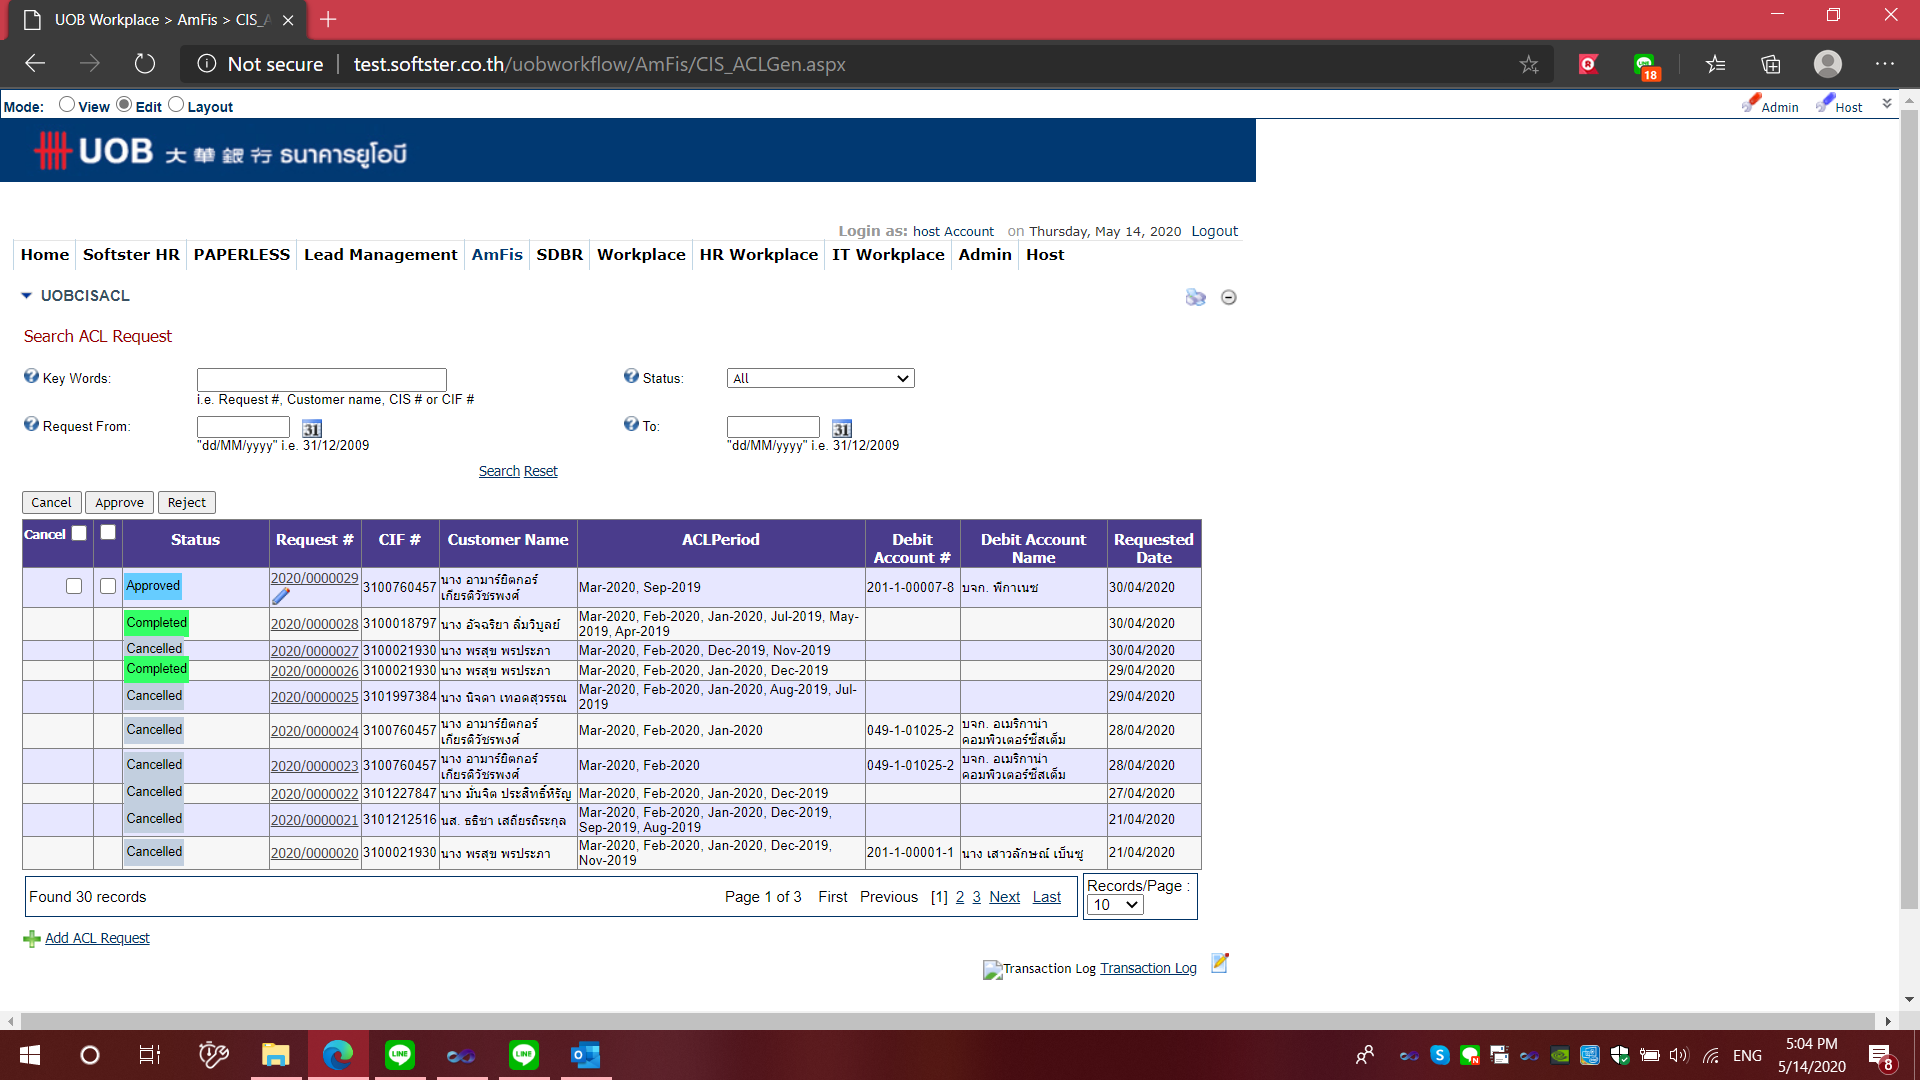 UOB Workplace > AmFis > CIS_A
Not secure | test.softster.co.th/uobworkflow/AmFis/CIS_ACLGen.aspx
18
Mode: View Edit Layout
Admin Host
UOB 大華銀行 ธนาคารยูโอบี
Login as: host Account on Thursday, May 14, 2020 Logout
Home Softster HR PAPERLESS Lead Management AmFis SDBR Workplace HR Workplace IT Workplace Admin Host
UOBCISACL
Search ACL Request
Key Words: Status: All
i.e. Request #, Customer name, CIS # or CIF #
Request From: 31 To: 31
"dd/MM/yyyy" i.e. 31/12/2009 "dd/MM/yyyy" i.e. 31/12/2009
Search Reset
Cancel Approve Reject
Cancel Status Request # CIF # Customer Name ACLPeriod Debit Account # Debit Account Name Requested Date
Approved 2020/0000029 3100760457 นาง อามาร์ยิตกอร์ เกียรติวัชรพงศ์ Mar-2020, Sep-2019 201-1-00007-8 บจก. พีกาเนซ 30/04/2020
Completed 2020/0000028 3100018797 นาง อัจฉริยา ลิ่มวิบูลย์ Mar-2020, Feb-2020, Jan-2020, Jul-2019, May-2019, Apr-2019 30/04/2020
Cancelled 2020/0000027 3100021930 นาง พรสุข พรประภา Mar-2020, Feb-2020, Dec-2019, Nov-2019 30/04/2020
Completed 2020/0000026 3100021930 นาง พรสุข พรประภา Mar-2020, Feb-2020, Jan-2020, Dec-2019 29/04/2020
Cancelled 2020/0000025 3101997384 นาง นิจดา เทอดสุวรรณ Mar-2020, Feb-2020, Jan-2020, Aug-2019, Jul-2019 29/04/2020
Cancelled 2020/0000024 3100760457 นาง อามาร์ยิตกอร์ เกียรติวัชรพงศ์ Mar-2020, Feb-2020, Jan-2020 049-1-01025-2 บจก. อเมริกาน่า คอมพิวเตอร์ซีสเต็ม 28/04/2020
Cancelled 2020/0000023 3100760457 นาง อามาร์ยิตกอร์ เกียรติวัชรพงศ์ Mar-2020, Feb-2020 049-1-01025-2 บจก. อเมริกาน่า คอมพิวเตอร์ซีสเต็ม 28/04/2020
Cancelled 2020/0000022 3101227847 นาง มั่นจิต ประสิทธิ์หิรัญ Mar-2020, Feb-2020, Jan-2020, Dec-2019 27/04/2020
Cancelled 2020/0000021 3101212516 นส. ธธิชา เสถียรถิระกุล Mar-2020, Feb-2020, Jan-2020, Dec-2019, Sep-2019, Aug-2019 21/04/2020
Cancelled 2020/0000020 3100021930 นาง พรสุข พรประภา Mar-2020, Feb-2020, Jan-2020, Dec-2019, Nov-2019 201-1-00001-1 นาง เสาวลักษณ์ เบ็นซู 21/04/2020
Found 30 records Page 1 of 3 First Previous [1] 2 3 Next Last
Records/Page : 10
Add ACL Request
Transaction Log Transaction Log
ENG
5:04 PM
5/14/2020
8